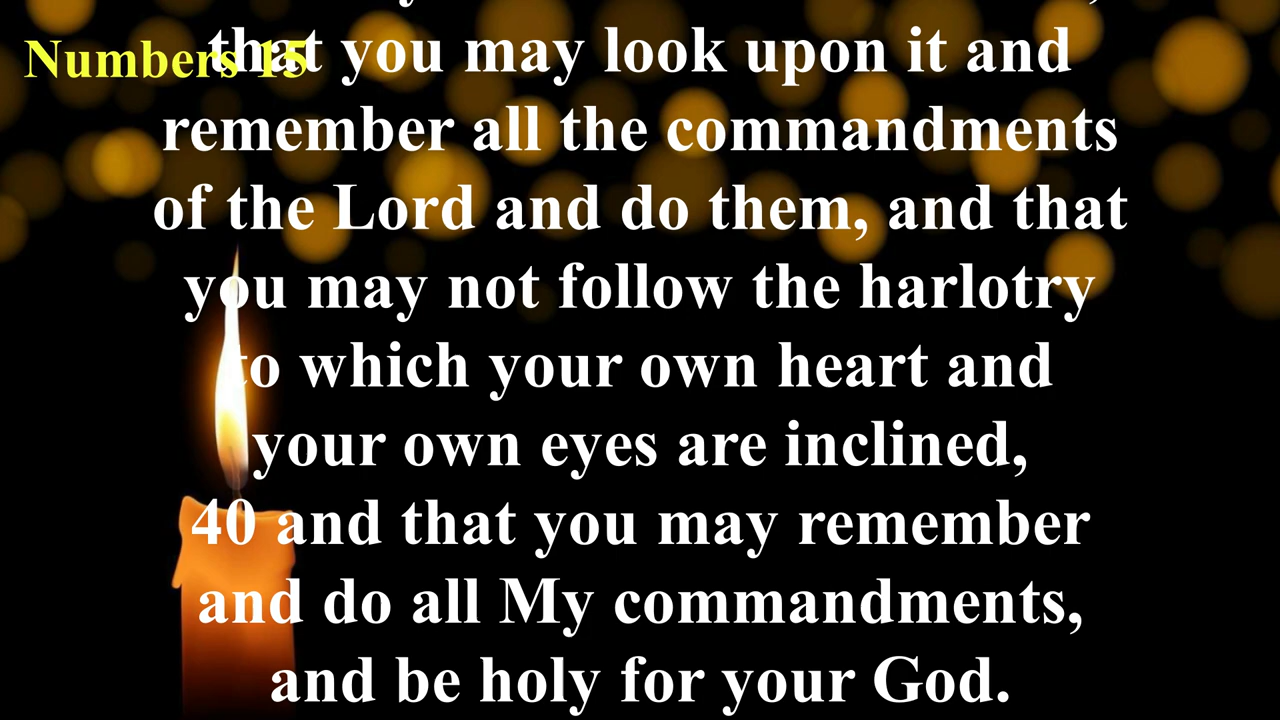 Numbers 15
that you may look upon it and
remember all the commandments
of the Lord and do them, and that
you may not follow the harlotry
to which your own heart and
your own eyes are inclined,
40 and that you may remember
and do all My commandments,
and be holy for your God.